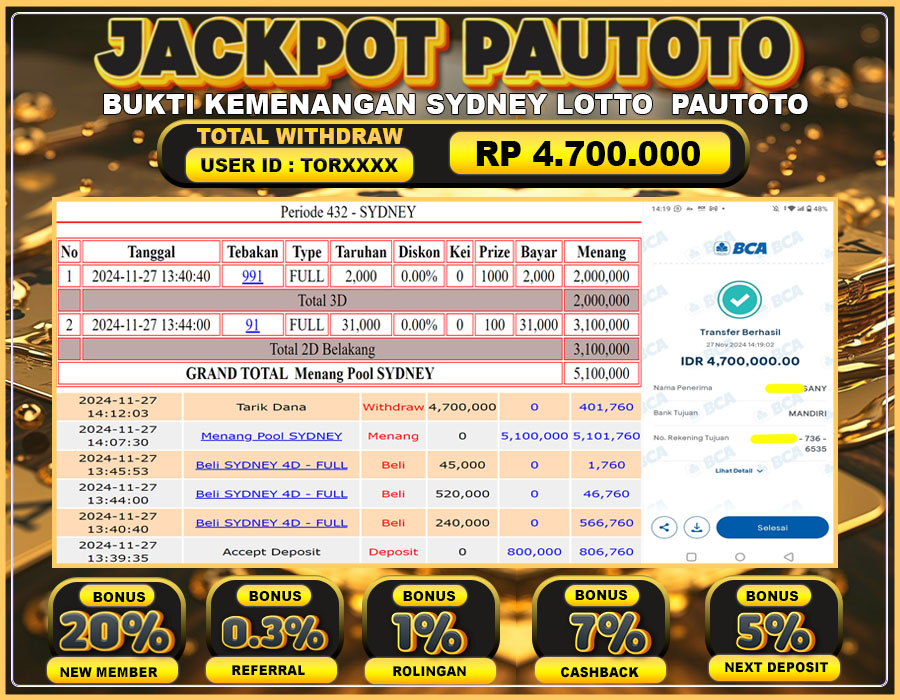 JACKPOT PAUTOTO
BUKTI KEMENANGAN SYDNEY LOTTO PAUTOTO
TOTAL WITHDRAW
USER ID : TORXXXX
RP 4.700.000
Periode 432 - SYDNEY
No Tanggal Tebakan Type Taruhan Diskon Kei Prize Bayar Menang
1 2024-11-27 13:40:40 991 FULL 2,000 0.00% 0 1000 2,000 2,000,000
Total 3D 2,000,000
2 2024-11-27 13:44:00 91 FULL 31,000 0.00% 0 100 31,000 3,100,000
Total 2D Belakang 3,100,000
GRAND TOTAL Menang Pool SYDNEY 5,100,000
2024-11-27 14:12:03 Tarik Dana Withdraw 4,700,000 0 401,760
2024-11-27 14:07:30 Menang Pool SYDNEY Menang 0 5,100,000 5,101,760
2024-11-27 13:45:53 Beli SYDNEY 4D - FULL Beli 45,000 0 1,760
2024-11-27 13:44:00 Beli SYDNEY 4D - FULL Beli 520,000 0 46,760
2024-11-27 13:40:40 Beli SYDNEY 4D - FULL Beli 240,000 0 566,760
2024-11-27 13:39:35 Accept Deposit Deposit 0 800,000 806,760
14:19
48%
BCA
Transfer Berhasil
27 Nov 2024 14:19:02
IDR 4,700,000.00
Nama Penerima SANY
Bank Tujuan MANDIRI
No. Rekening Tujuan - 736 -
6535
Lihat Detail
Selesai
BONUS
20%
NEW MEMBER
BONUS
0.3%
REFERRAL
BONUS
1%
ROLINGAN
BONUS
7%
CASHBACK
BONUS
5%
NEXT DEPOSIT